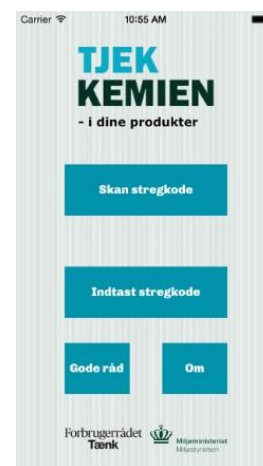 Carrier 10:55 AM
TJEK
KEMIEN
- i dine produkter
Skan stregkode
Indtast stregkode
Gode råd Om
Forbrugerrådet
Tænk
Miljøministeriet
Miljøstyrelsen